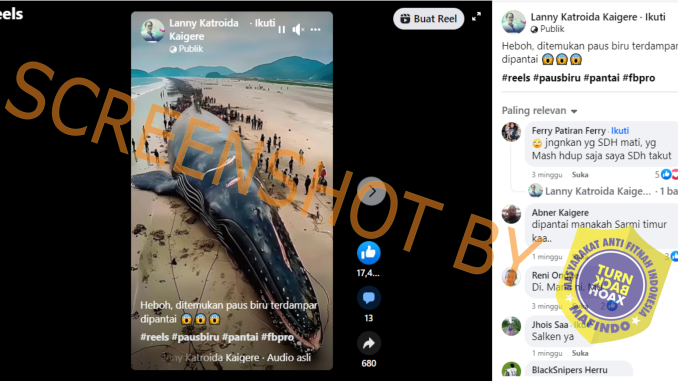 eels
Lanny Katroida · Ikuti
Kaigere
Publik
Buat Reel
Heboh, ditemukan paus biru terdampar
dipantai 😱😱😱
#reels #pausbiru #pantai #fbpro
Katroida Kaigere · Audio asli
17,4...
13
680
SCREENSHOT BY
Lanny Katroida Kaigere · Ikuti
Publik
Heboh, ditemukan paus biru terdampar
dipantai 😱😱😱
#reels #pausbiru #pantai #fbpro
Paling relevan
Ferry Patiran Ferry · Ikuti
jngnkan yg SDH mati, yg
Mash hdup saja saya SDH takut
3 minggu Suka 5
Lanny Katroida Kaige... · 1 ba
Abner Kaigere
dipantai manakah Sarmi timur
kaa..
1 minggu Suka 3
Reni
Di.
3 minggu
Jhois Saa
Salken ya
1 minggu Suka
BlackSnipers Herru
MASYARAKAT ANTI FITNAH INDONESIA
TURN
BACK
HOAX
MAFINDO